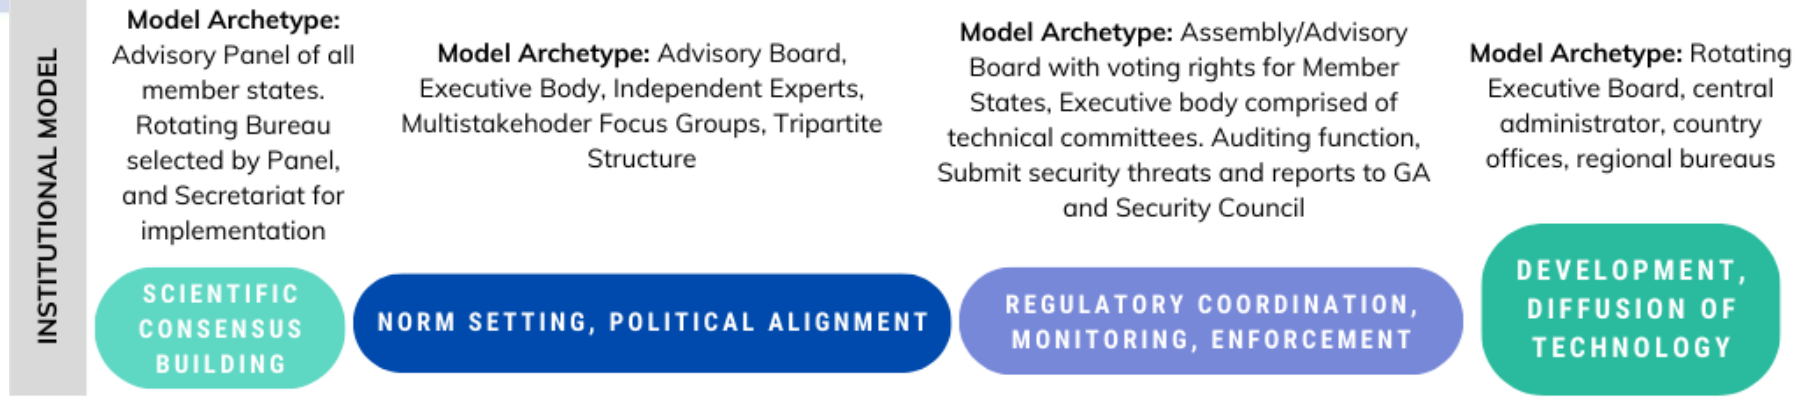 INSTITUTIONAL MODEL
Model Archetype:
Advisory Panel of all
member states.
Rotating Bureau
selected by Panel,
and Secretariat for
implementation
SCIENTIFIC
CONSENSUS
BUILDING
Model Archetype: Advisory Board,
Executive Body, Independent Experts,
Multistakehoder Focus Groups, Tripartite
Structure
NORM SETTING, POLITICAL ALIGNMENT
Model Archetype: Assembly/Advisory
Board with voting rights for Member
States, Executive body comprised of
technical committees. Auditing function,
Submit security threats and reports to GA
and Security Council
REGULATORY COORDINATION,
MONITORING, ENFORCEMENT
Model Archetype: Rotating
Executive Board, central
administrator, country
offices, regional bureaus
DEVELOPMENT,
DIFFUSION OF
TECHNOLOGY